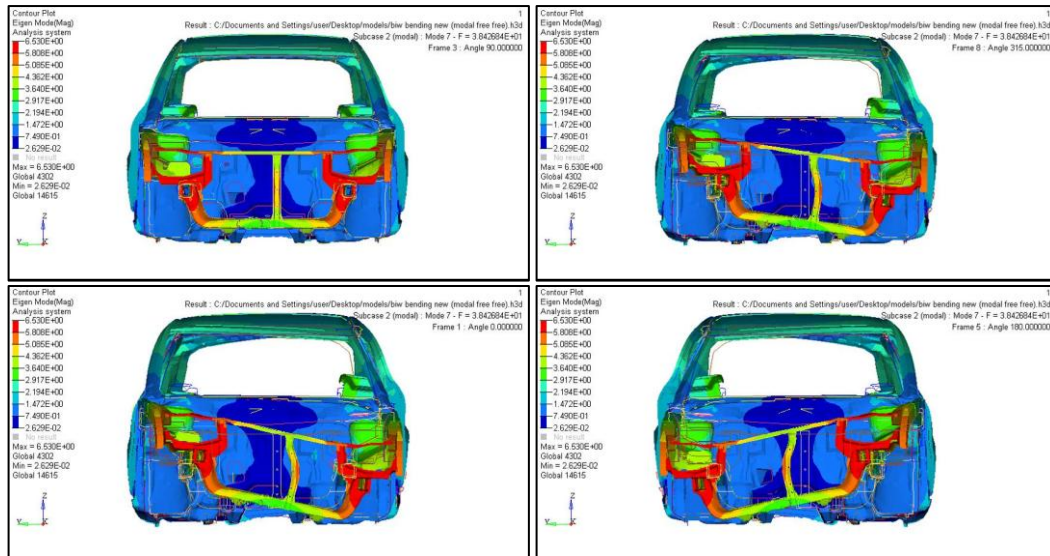 Contour Plot
Eigen Mode(Mag)
Analysis system
6.530E+00
5.808E+00
5.085E+00
4.362E+00
3.640E+00
2.917E+00
2.194E+00
1.472E+00
7.490E-01
2.629E-02
No result
Max = 6.530E+00
Global 4302
Min = 2.629E-02
Global 14615
1
Result : C:/Documents and Settings/user/Desktop/models/biw bending new (modal free free).h3d
Subcase 2 (modal) : Mode 7 - F = 3.842684E+01
Frame 3 : Angle 90.000000
Z
Y
X
Contour Plot
Eigen Mode(Mag)
Analysis system
6.530E+00
5.808E+00
5.085E+00
4.362E+00
3.640E+00
2.917E+00
2.194E+00
1.472E+00
7.490E-01
2.629E-02
No result
Max = 6.530E+00
Global 4302
Min = 2.629E-02
Global 14615
1
Result : C:/Documents and Settings/user/Desktop/models/biw bending new (modal free free).h3d
Subcase 2 (modal) : Mode 7 - F = 3.842684E+01
Frame 8 : Angle 315.000000
Z
Y
X
Contour Plot
Eigen Mode(Mag)
Analysis system
6.530E+00
5.808E+00
5.085E+00
4.362E+00
3.640E+00
2.917E+00
2.194E+00
1.472E+00
7.490E-01
2.629E-02
No result
Max = 6.530E+00
Global 4302
Min = 2.629E-02
Global 14615
1
Result : C:/Documents and Settings/user/Desktop/models/biw bending new (modal free free).h3d
Subcase 2 (modal) : Mode 7 - F = 3.842684E+01
Frame 1 : Angle 0.000000
Z
Y
X
Contour Plot
Eigen Mode(Mag)
Analysis system
6.530E+00
5.808E+00
5.085E+00
4.362E+00
3.640E+00
2.917E+00
2.194E+00
1.472E+00
7.490E-01
2.629E-02
No result
Max = 6.530E+00
Global 4302
Min = 2.629E-02
Global 14615
1
Result : C:/Documents and Settings/user/Desktop/models/biw bending new (modal free free).h3d
Subcase 2 (modal) : Mode 7 - F = 3.842684E+01
Frame 5 : Angle 180.000000
Z
Y
X